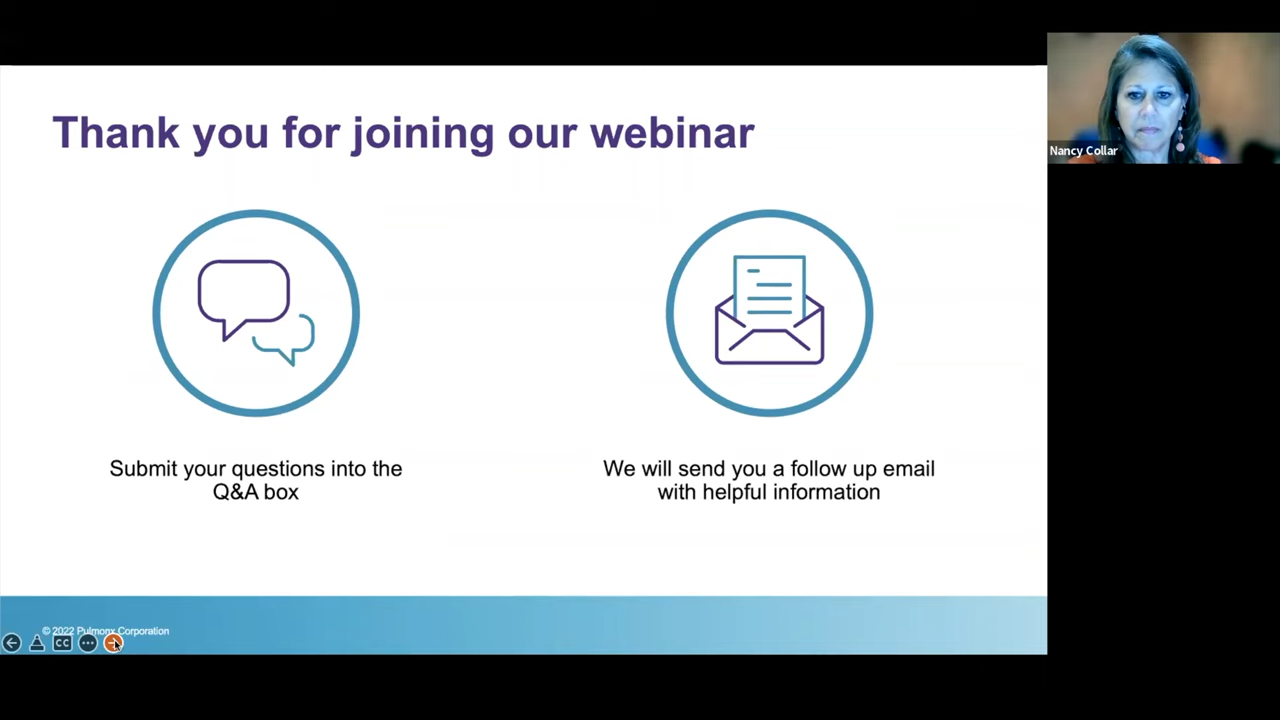 Thank you for joining our webinar
Submit your questions into the
Q&A box
We will send you a follow up email
with helpful information
© 2022 Pulmonx Corporation
CC
Nancy Collar